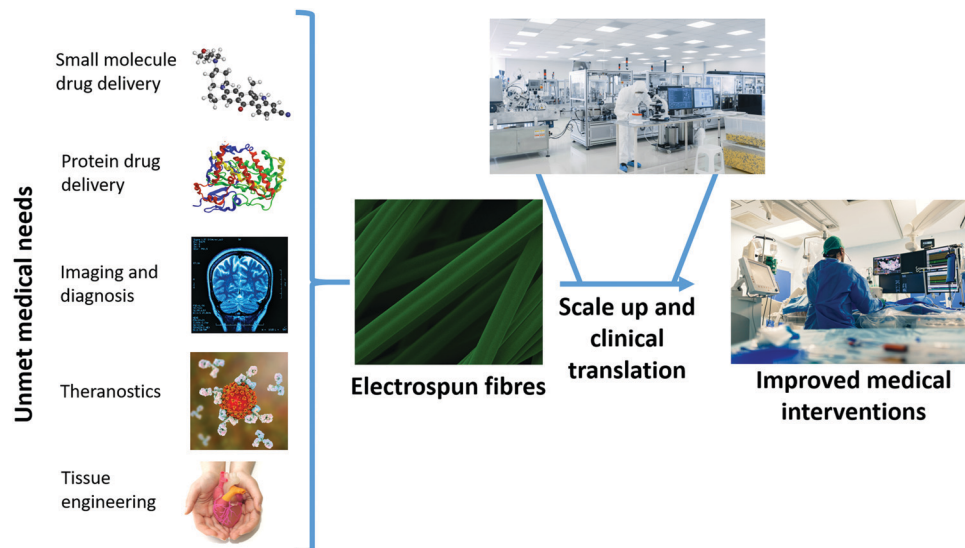 Unmet medical needs
Small molecule
drug delivery
Protein drug
delivery
Imaging and
diagnosis
Theranostics
Tissue
engineering
Electrospun fibres
Scale up and
clinical
translation
Improved medical
interventions